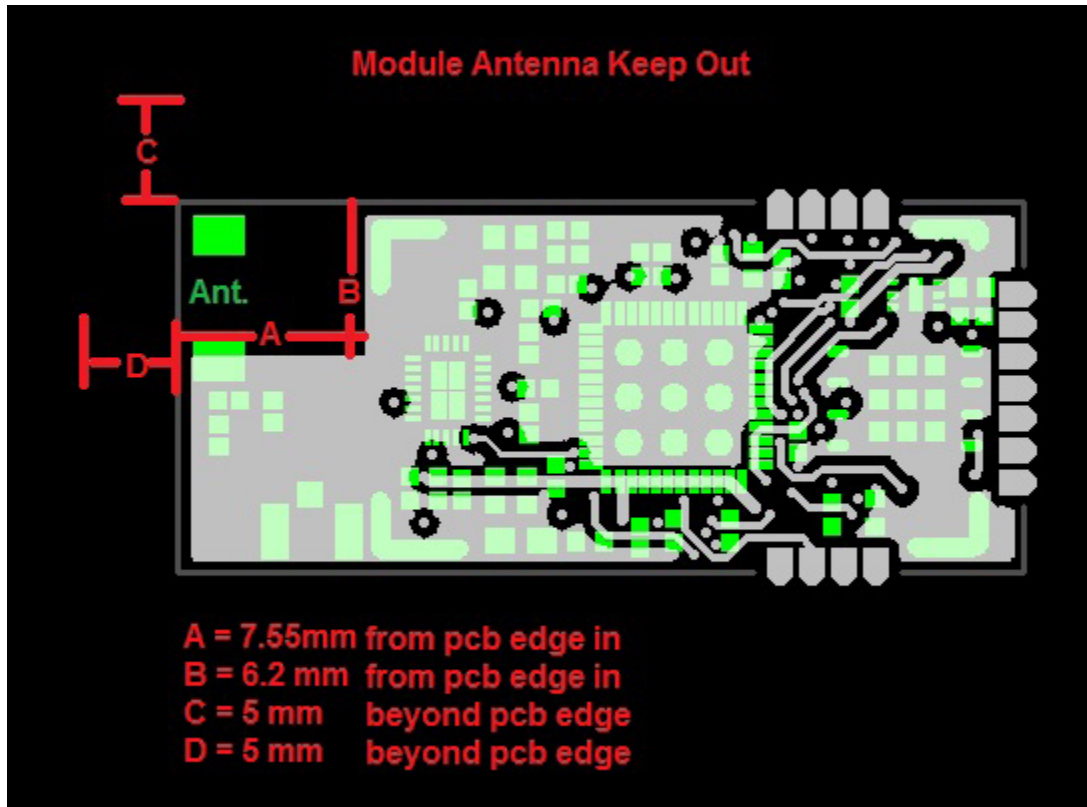 Module Antenna Keep Out
C
Ant.
B
A
D
A = 7.55mm from pcb edge in
B = 6.2 mm from pcb edge in
C = 5 mm beyond pcb edge
D = 5 mm beyond pcb edge